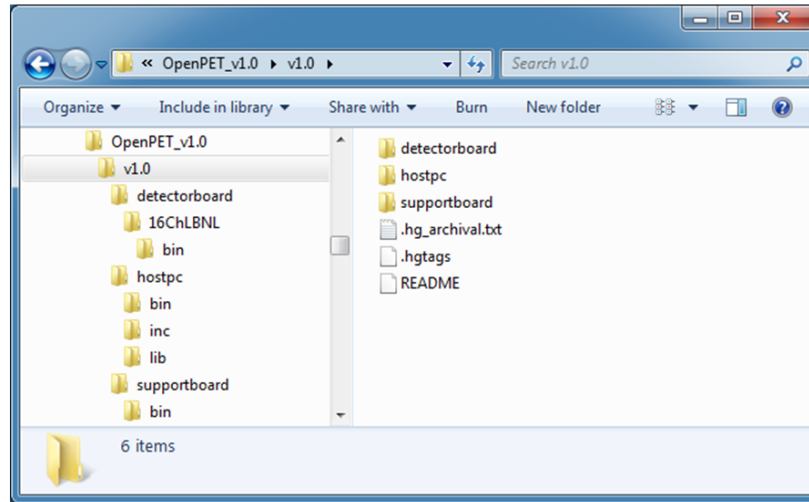 « OpenPET_v1.0 ▸ v1.0 ▸
Search v1.0
Organize Include in library Share with Burn New folder
OpenPET_v1.0
v1.0
detectorboard
16ChLBNL
bin
hostpc
bin
inc
lib
supportboard
bin
detectorboard
hostpc
supportboard
.hg_archival.txt
.hgtags
README
6 items